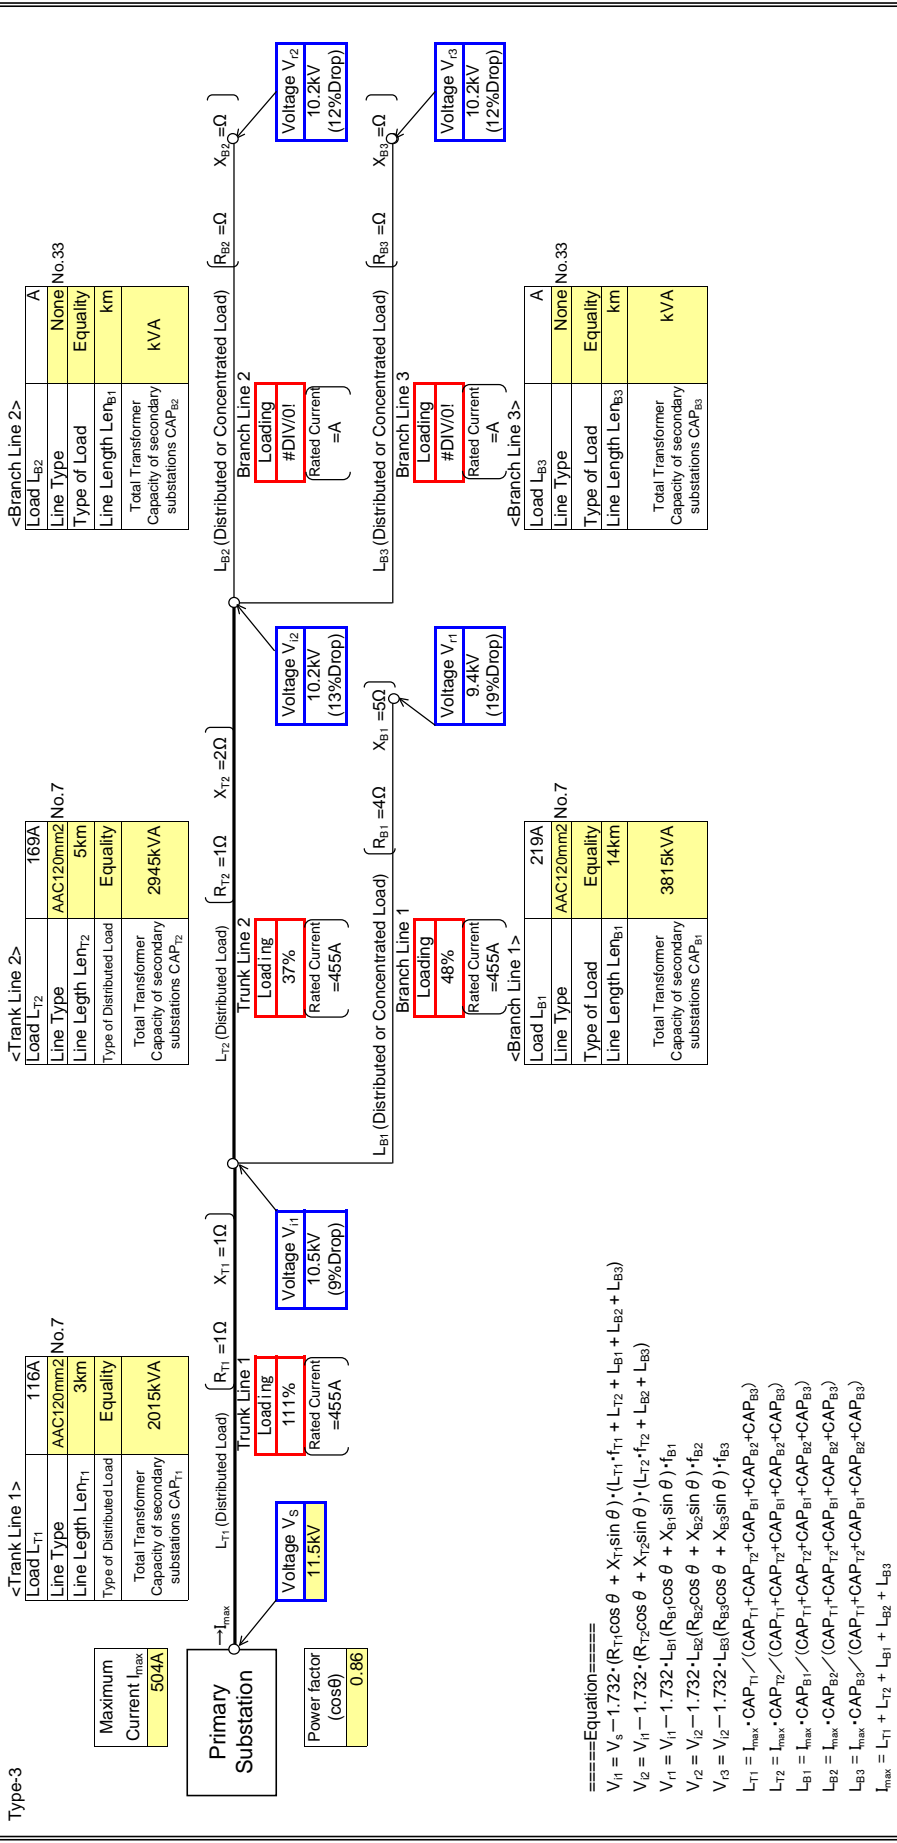 Type-3
Maximum
Current Imax
504A
Primary
Substation
Power factor
(cosθ)
0.86
→Imax
Voltage VS
11.5kV
<Trank Line 1>
Load LT1 116A
Line Type AAC120mm2 No.7
Line Legth LenT1 3km
Type of Distributed Load Equality
Total Transformer
Capacity of secondary
substations CAPT1
2015kVA
LT1 (Distributed Load) (RT1 =1Ω XT1 =1Ω)
Trunk Line 1
Loading
111%
(Rated Current
=455A)
Voltage Vi1
10.5kV
(9%Drop)
<Trank Line 2>
Load LT2 169A
Line Type AAC120mm2 No.7
Line Legth LenT2 5km
Type of Distributed Load Equality
Total Transformer
Capacity of secondary
substations CAPT2
2945kVA
LT2 (Distributed Load) (RT2 =1Ω XT2 =2Ω)
Trunk Line 2
Loading
37%
(Rated Current
=455A)
Voltage Vi2
10.2kV
(13%Drop)
LB1 (Distributed or Concentrated Load) (RB1 =4Ω XB1 =5Ω)
Branch Line 1
Loading
48%
(Rated Current
=455A)
Voltage Vr1
9.4kV
(19%Drop)
<Branch Line 1>
Load LB1 219A
Line Type AAC120mm2 No.7
Type of Load Equality
Line Length LenB1 14km
Total Transformer
Capacity of secondary
substations CAPB1
3815kVA
<Branch Line 2>
Load LB2 A
Line Type None No.33
Type of Load Equality
Line Length LenB1 km
Total Transformer
Capacity of secondary
substations CAPB2
kVA
LB2 (Distributed or Concentrated Load) (RB2 =Ω XB2 =Ω)
Branch Line 2
Loading
#DIV/0!
(Rated Current
=A)
Voltage Vr2
10.2kV
(12%Drop)
LB3 (Distributed or Concentrated Load) (RB3 =Ω XB3 =Ω)
Branch Line 3
Loading
#DIV/0!
(Rated Current
=A)
Voltage Vr3
10.2kV
(12%Drop)
<Branch Line 3>
Load LB3 A
Line Type None No.33
Type of Load Equality
Line Length LenB3 km
Total Transformer
Capacity of secondary
substations CAPB3
kVA
=====Equation=====
Vi1 = Vs－1.732･(RT1cos θ + XT1sin θ)･(LT1･fT1 + LT2 + LB1 + LB2 + LB3)
Vi2 = Vi1－1.732･(RT2cos θ + XT2sin θ)･(LT2･fT2 + LB2 + LB3)
Vr1 = Vi1－1.732･LB1(RB1cos θ + XB1sin θ)･fB1
Vr2 = Vi2－1.732･LB2(RB2cos θ + XB2sin θ)･fB2
Vr3 = Vi2－1.732･LB3(RB3cos θ + XB3sin θ)･fB3
LT1 = Imax･CAPT1／(CAPT1+CAPT2+CAPB1+CAPB2+CAPB3)
LT2 = Imax･CAPT2／(CAPT1+CAPT2+CAPB1+CAPB2+CAPB3)
LB1 = Imax･CAPB1／(CAPT1+CAPT2+CAPB1+CAPB2+CAPB3)
LB2 = Imax･CAPB2／(CAPT1+CAPT2+CAPB1+CAPB2+CAPB3)
LB3 = Imax･CAPB3／(CAPT1+CAPT2+CAPB1+CAPB2+CAPB3)
Imax = LT1 + LT2 + LB1 + LB2 + LB3